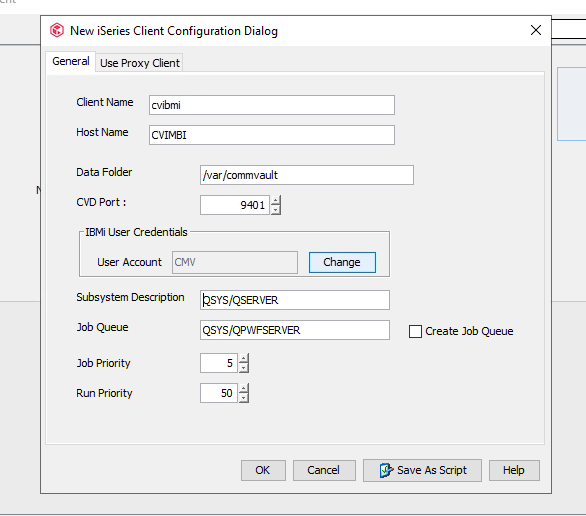 ent
New iSeries Client Configuration Dialog
General
Use Proxy Client
Client Name
cvibmi
Host Name
CVIMBI
Data Folder
/var/commvault
CVD Port :
9401
IBMi User Credentials
User Account
CMV
Change
Subsystem Description
QSYS/QSERVER
Job Queue
QSYS/QPWFSERVER
Create Job Queue
Job Priority
5
Run Priority
50
OK
Cancel
Save As Script
Help